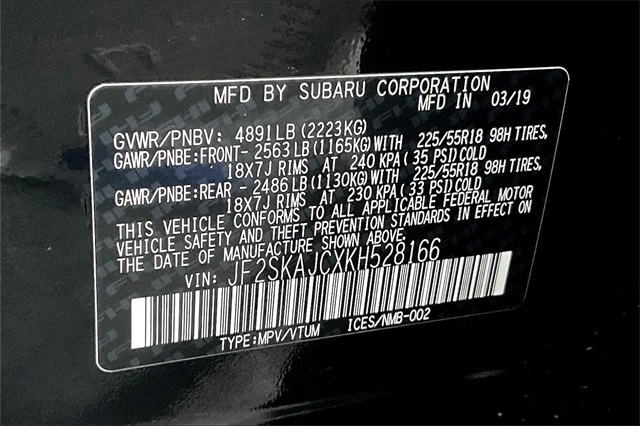 MFD BY SUBARU CORPORATION
MFD IN 03/19
GVWR/PNBV: 4891LB(2223KG)
GAWR/PNBE:FRONT- 2563LB(1165KG)WITH 225/55R18 98H TIRES,
18X7J RIMS AT 240 KPA(35 PSI)COLD
GAWR/PNBE:REAR - 2486LB(1130KG)WITH 225/55R18 98H TIRES,
18X7J RIMS AT 230 KPA(33 PSI)COLD
THIS VEHICLE CONFORMS TO ALL APPLICABLE FEDERAL MOTOR
VEHICLE SAFETY AND THEFT PREVENTION STANDARDS IN EFFECT ON
THE DATE OF MANUFACTURE SHOWN ABOVE.
VIN: JF2SKAJCXKH528166
TYPE:MPV/VTUM ICES/NMB-002